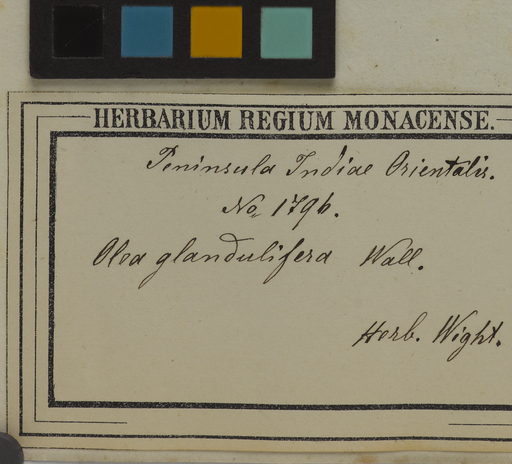 HERBARIUM REGIUM MONACENSE.
Peninsula Indiae Orientalis.
No. 1796.
Olea glandulifera Wall.
Herb. Wight.